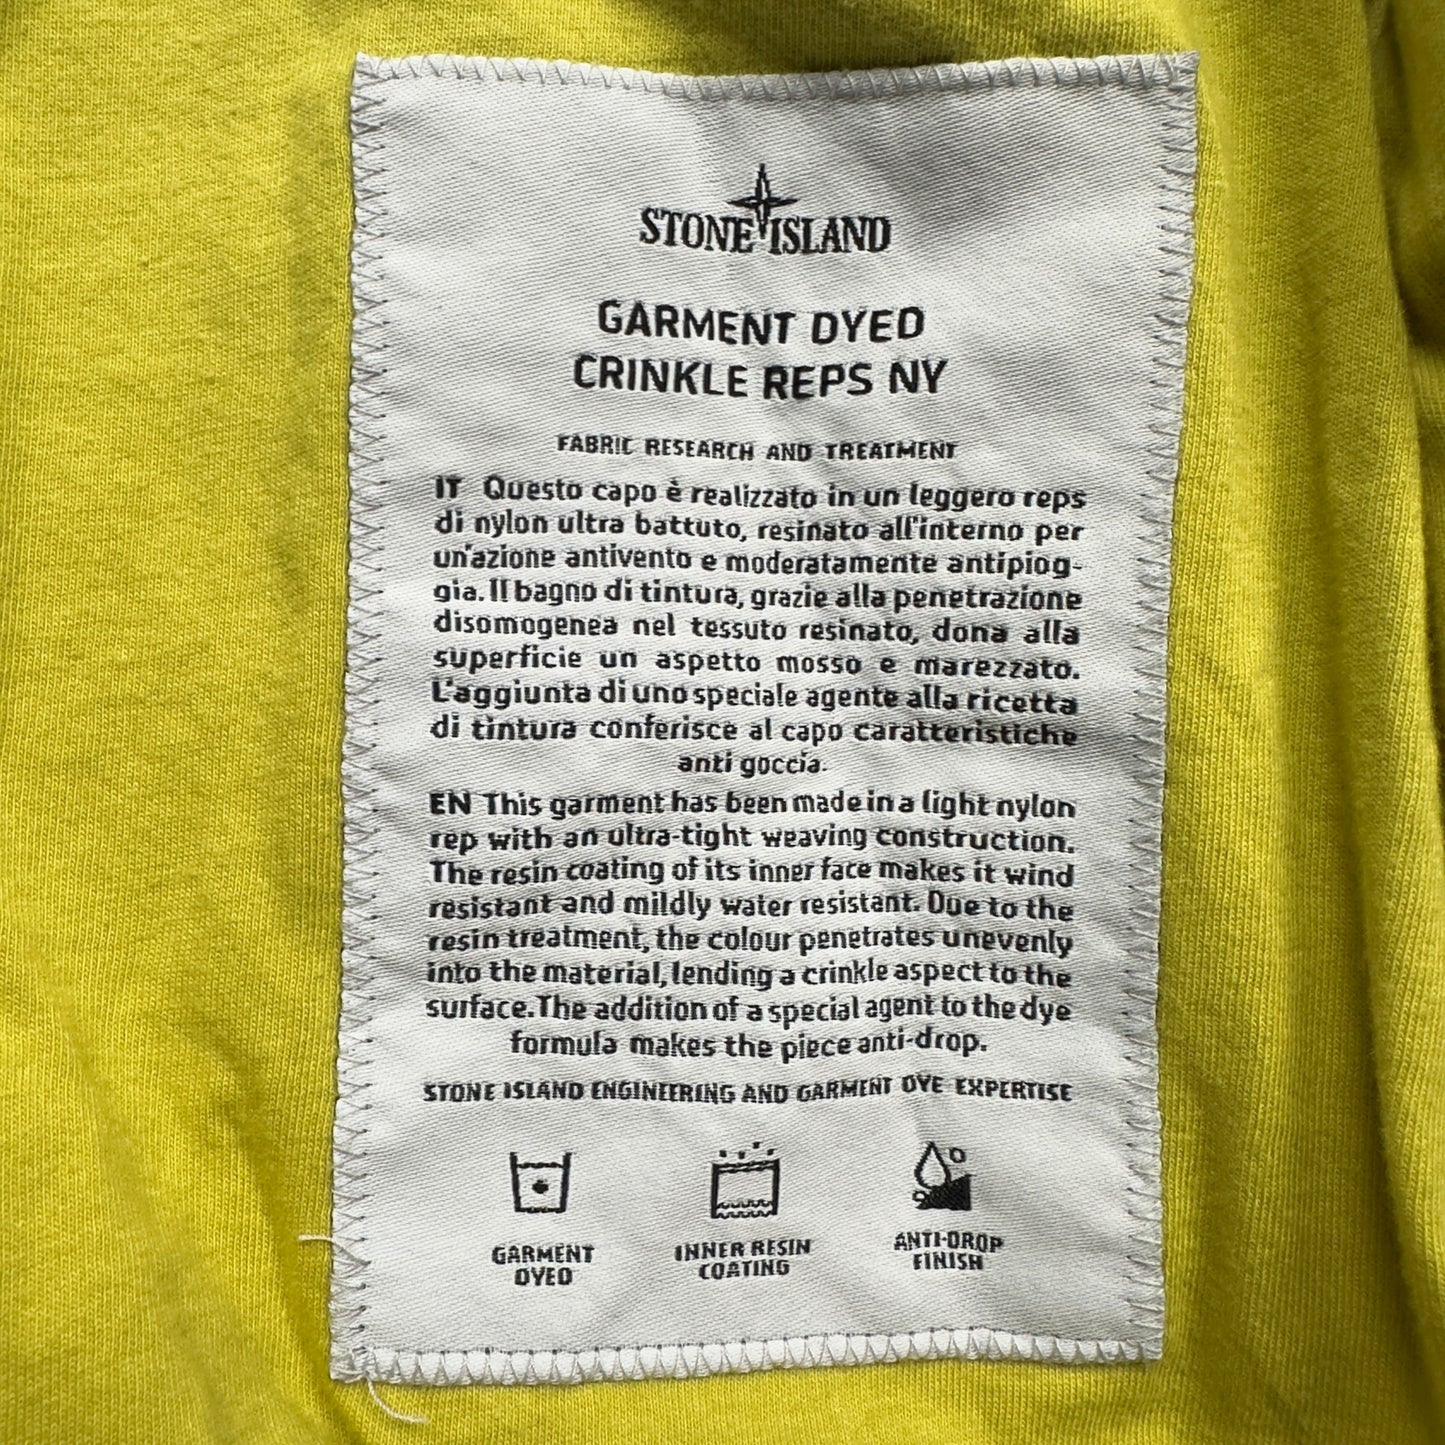 STONE ISLAND
GARMENT DYED
CRINKLE REPS NY
FABRIC RESEARCH AND TREATMENT
IT Questo capo è realizzato in un leggero reps
di nylon ultra battuto, resinato all'interno per
un'azione antivento e moderatamente antipiog-
gia. Il bagno di tintura, grazie alla penetrazione
disomogenea nel tessuto resinato, dona alla
superficie un aspetto mosso e marezzato.
L'aggiunta di uno speciale agente alla ricetta
di tintura conferisce al capo caratteristiche
anti goccia.
EN This garment has been made in a light nylon
rep with an ultra-tight weaving construction.
The resin coating of its inner face makes it wind
resistant and mildly water resistant. Due to the
resin treatment, the colour penetrates unevenly
into the material, lending a crinkle aspect to the
surface. The addition of a special agent to the dye
formula makes the piece anti-drop.
STONE ISLAND ENGINEERING AND GARMENT DYE EXPERTISE
GARMENT
DYED
INNER RESIN
COATING
ANTI-DROP
FINISH